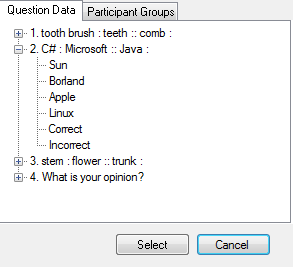 Question Data Participant Groups
1. tooth brush : teeth :: comb :
2. C# : Microsoft :: Java :
Sun
Borland
Apple
Linux
Correct
Incorrect
3. stem : flower :: trunk :
4. What is your opinion?
Select Cancel